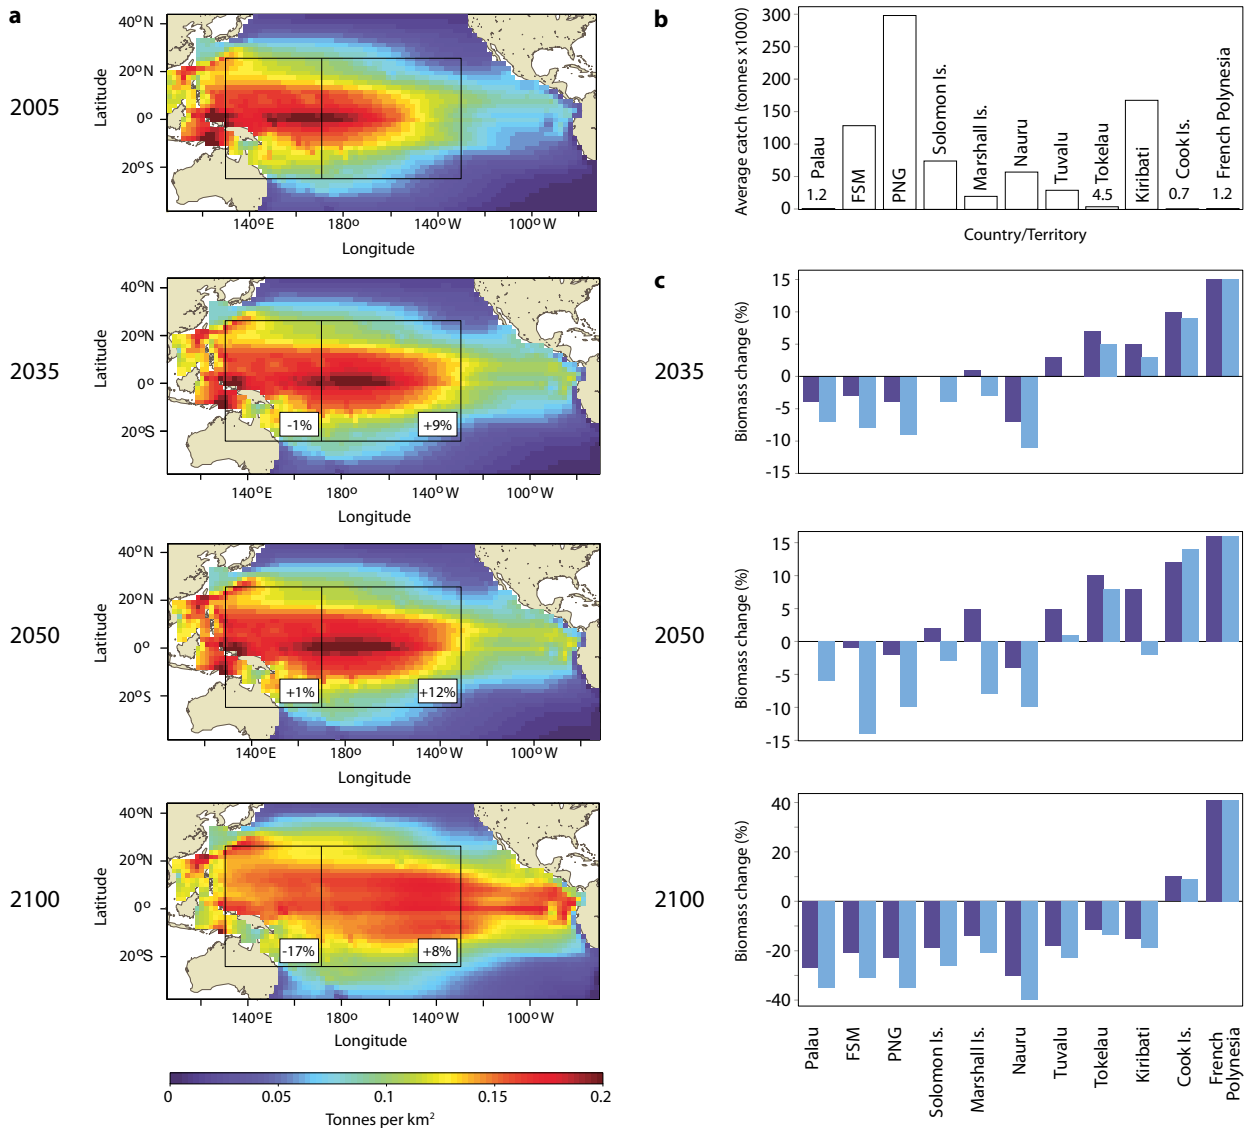 a
2005
Latitude
40°N
20°N
0°
20°S
140°E
180°
140°W
100°W
Longitude
2035
Latitude
40°N
20°N
0°
20°S
-1%
+9%
140°E
180°
140°W
100°W
Longitude
2050
Latitude
40°N
20°N
0°
20°S
+1%
+12%
140°E
180°
140°W
100°W
Longitude
2100
Latitude
40°N
20°N
0°
20°S
-17%
+8%
140°E
180°
140°W
100°W
Longitude
0
0.05
0.1
0.15
0.2
Tonnes per km²
b
Average catch (tonnes x1000)
300
250
200
150
100
50
0
Palau
1.2
FSM
PNG
Solomon Is.
Marshall Is.
Nauru
Tuvalu
Tokelau
4.5
Kiribati
Cook Is.
0.7
French Polynesia
1.2
Country/Territory
c
2035
Biomass change (%)
15
10
5
0
-5
-10
-15
2050
Biomass change (%)
15
10
5
0
-5
-10
-15
2100
Biomass change (%)
40
20
0
-20
-40
Palau
FSM
PNG
Solomon Is.
Marshall Is.
Nauru
Tuvalu
Tokelau
Kiribati
Cook Is.
French
Polynesia